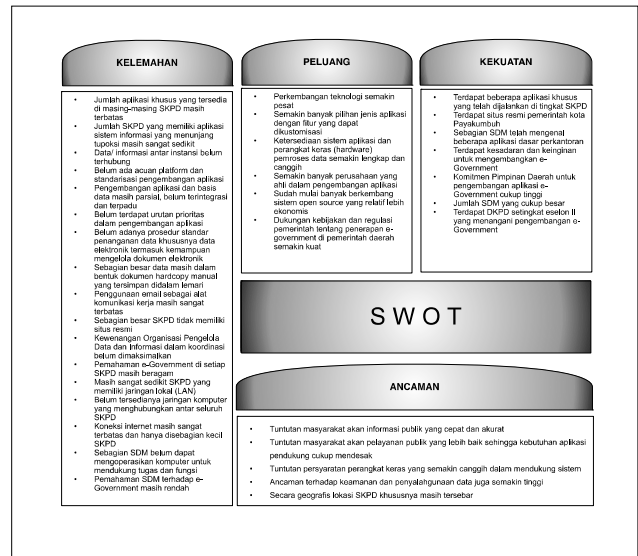 KELEMAHAN
• Jumlah aplikasi khusus yang tersedia
di masing-masing SKPD masih
terbatas
• Jumlah SKPD yang memiliki aplikasi
sistem informasi yang menunjang
tupoksi masih sangat sedikit
• Data/ informasi antar instansi belum
terhubung
• Belum ada acuan platform dan
standarisasi pengembangan aplikasi
• Pengembangan aplikasi dan basis
data masih parsial, belum terintegrasi
dan terpadu
• Belum terdapat urutan prioritas
dalam pengembangan aplikasi
• Belum adanya prosedur standar
penanganan data khususnya data
elektronik termasuk kemampuan
mengelola dokumen elektronik
• Sebagian besar data masih dalam
bentuk dokumen hardcopy manual
yang tersimpan didalam lemari
• Penggunaan email sebagai alat
komunikasi kerja masih sangat
terbatas
• Sebagian besar SKPD tidak memiliki
situs resmi
• Kewenangan Organisasi Pengelola
Data dan Informasi dalam koordinasi
belum dimaksimalkan
• Pemahaman e-Government di setiap
SKPD masih beragam
• Masih sangat sedikit SKPD yang
memiliki jaringan lokal (LAN)
• Belum tersedianya jaringan komputer
yang menghubungkan antar seluruh
SKPD
• Koneksi internet masih sangat
terbatas dan hanya disebagian kecil
SKPD
• Sebagian SDM belum dapat
mengoperasikan komputer untuk
mendukung tugas dan fungsi
• Pemahaman SDM terhadap e-
Government masih rendah
PELUANG
• Perkembangan teknologi semakin
pesat
• Semakin banyak pilihan jenis aplikasi
dengan fitur yang dapat
dikustomisasi
• Ketersediaan sistem aplikasi dan
perangkat keras (hardware)
pemroses data semakin lengkap dan
canggih
• Semakin banyak perusahaan yang
ahli dalam pengembangan aplikasi
• Sudah mulai banyak berkembang
sistem open source yang relatif lebih
ekonomis
• Dukungan kebijakan dan regulasi
pemerintah tentang penerapan e-
government di pemerintah daerah
semakin kuat
KEKUATAN
• Terdapat beberapa aplikasi khusus
yang telah dijalankan di tingkat SKPD
• Terdapat situs resmi pemerintah kota
Payakumbuh
• Sebagian SDM telah mengenal
beberapa aplikasi dasar perkantoran
• Terdapat kesadaran dan keinginan
untuk mengembangkan e-
Government
• Komitmen Pimpinan Daerah untuk
pengembangan aplikasi e-
Government cukup tinggi
• Jumlah SDM yang cukup besar
• Terdapat DKPD setingkat eselon II
yang menangani pengembangan e-
Government
S W O T
ANCAMAN
• Tuntutan masyarakat akan informasi publik yang cepat dan akurat
• Tuntutan masyarakat akan pelayanan publik yang lebih baik sehingga kebutuhan aplikasi
pendukung cukup mendesak
• Tuntutan persyaratan perangkat keras yang semakin canggih dalam mendukung sistem
• Ancaman terhadap keamanan dan penyalahgunaan data juga semakin tinggi
• Secara geografis lokasi SKPD khususnya masih tersebar